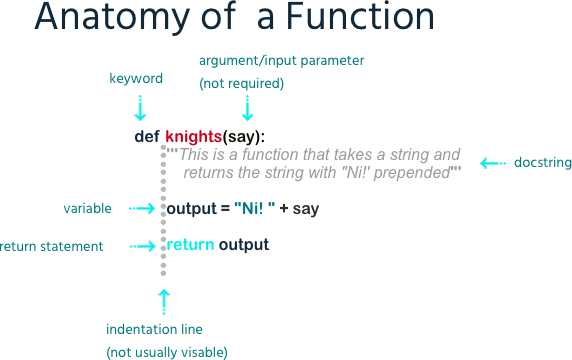 Anatomy of a Function
argument/input parameter
(not required)
keyword
def knights(say):
"'This is a function that takes a string and
returns the string with "Ni!' prepended"'
docstring
variable
output = "Ni! " + say
return statement
return output
indentation line
(not usually visable)